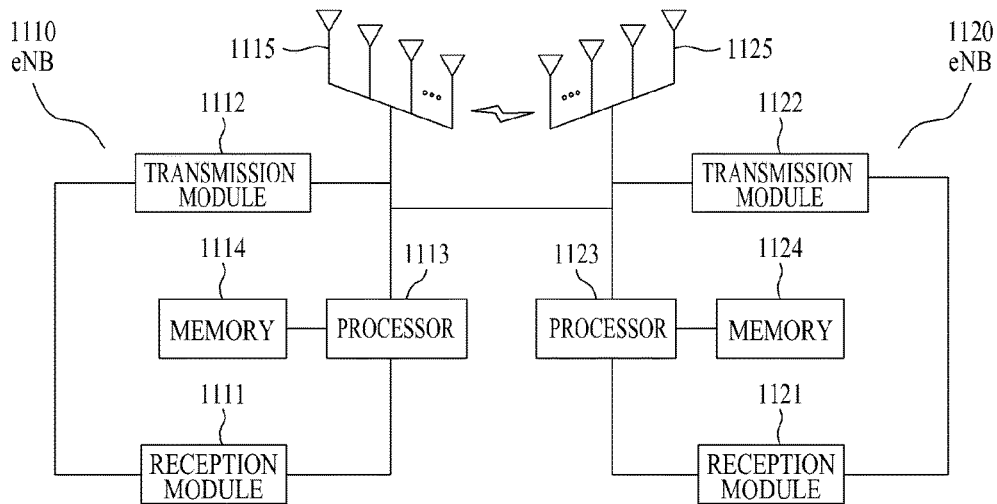 1110
eNB
1115
1125
1120
eNB
1112
1122
TRANSMISSION
MODULE
TRANSMISSION
MODULE
1114
1113
1123
1124
MEMORY
PROCESSOR
PROCESSOR
MEMORY
1111
1121
RECEPTION
MODULE
RECEPTION
MODULE